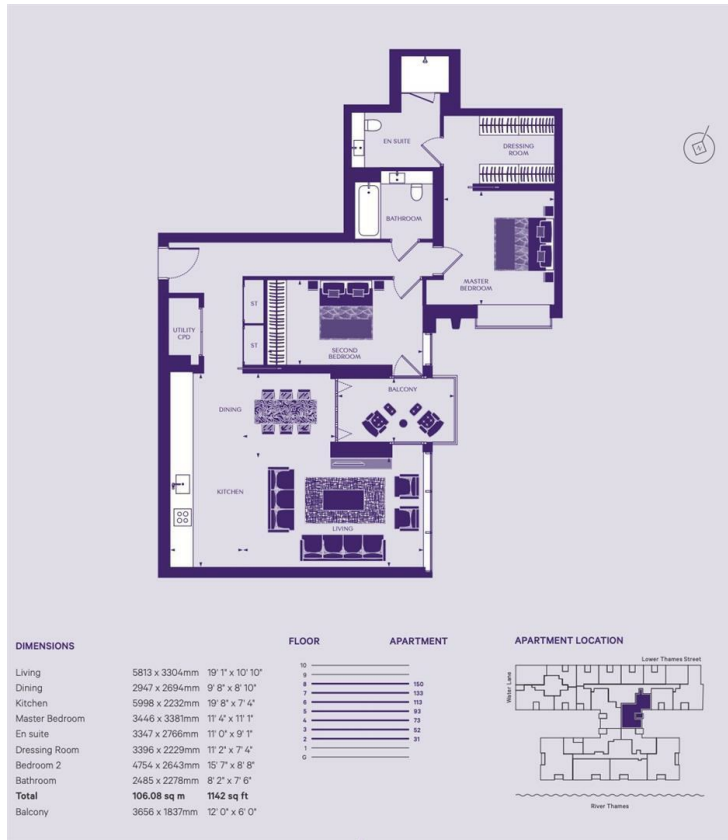 EN SUITE
DRESSING
ROOM
BATHROOM
MASTER
BEDROOM
ST
ST
UTILITY
CPD
SECOND
BEDROOM
BALCONY
DINING
KITCHEN
LIVING
DIMENSIONS
Living 5813 x 3304mm 19' 1" x 10' 10"
Dining 2947 x 2694mm 9' 8" x 8' 10"
Kitchen 5998 x 2232mm 19' 8" x 7' 4"
Master Bedroom 3446 x 3381mm 11' 4" x 11' 1"
En suite 3347 x 2766mm 11' 0" x 9' 1"
Dressing Room 3396 x 2229mm 11' 2" x 7' 4"
Bedroom 2 4754 x 2643mm 15' 7" x 8' 8"
Bathroom 2485 x 2278mm 8' 2" x 7' 6"
Total 106.08 sq m 1142 sq ft
Balcony 3656 x 1837mm 12' 0" x 6' 0"
FLOOR APARTMENT
10
9
8 150
7 133
6 113
5 93
4 73
3 52
2 31
1
0
APARTMENT LOCATION
Lower Thames Street
Water Lane
River Thames